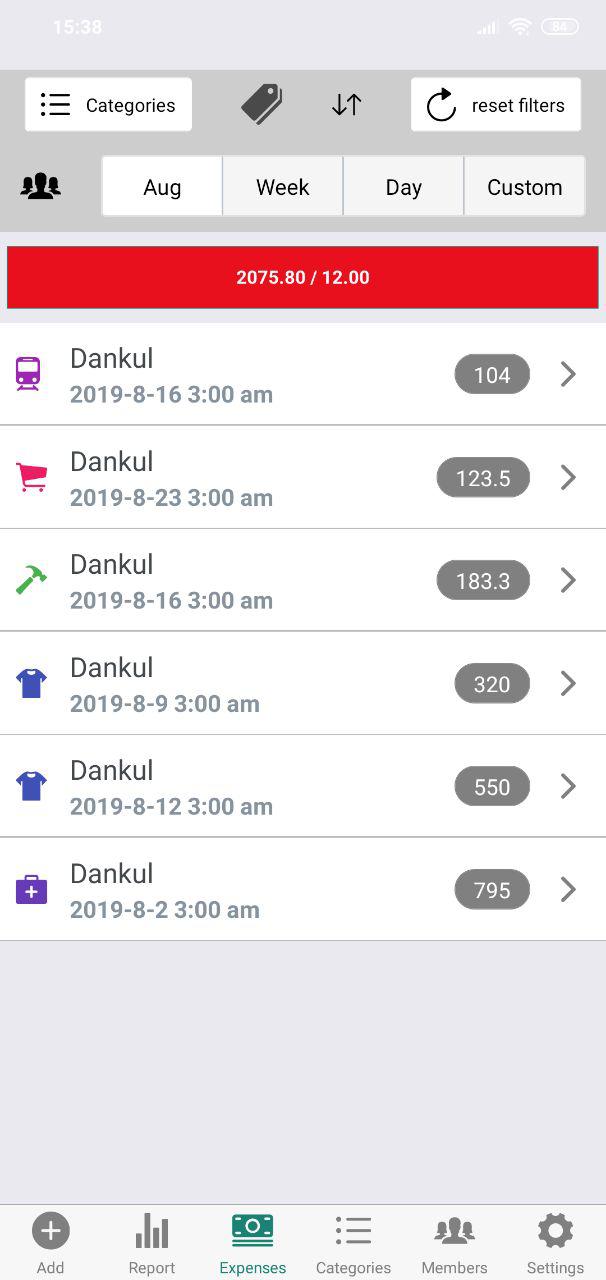 15:38
84
Categories
reset filters
Aug
Week
Day
Custom
2075.80 / 12.00
Dankul
2019-8-16 3:00 am
104
Dankul
2019-8-23 3:00 am
123.5
Dankul
2019-8-16 3:00 am
183.3
Dankul
2019-8-9 3:00 am
320
Dankul
2019-8-12 3:00 am
550
Dankul
2019-8-2 3:00 am
795
Add
Report
Expenses
Categories
Members
Settings